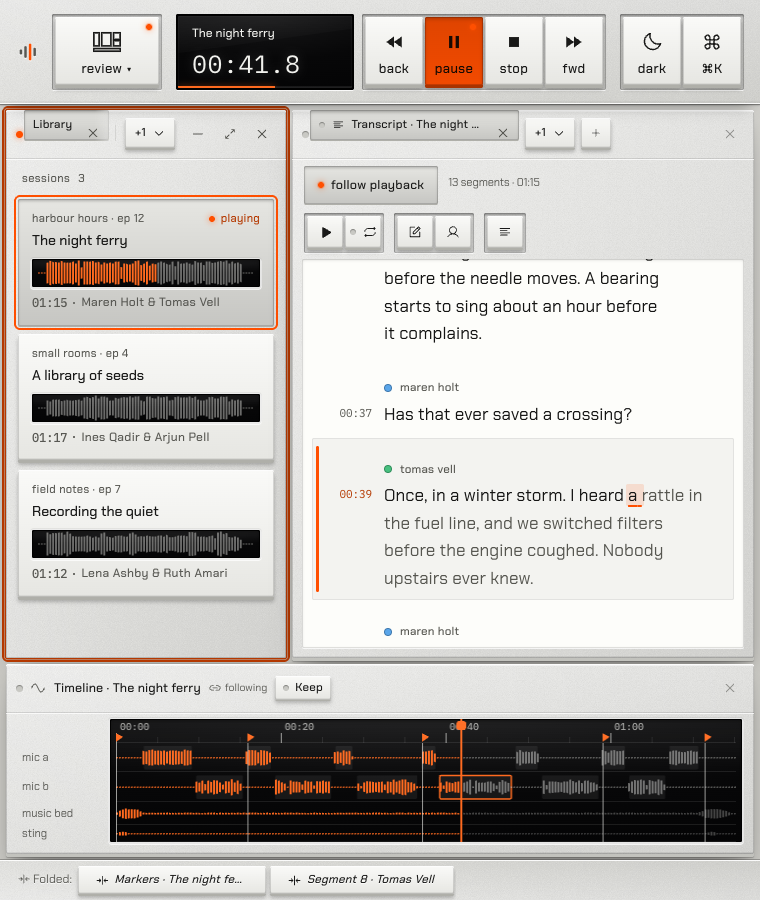 The night ferry
00:41.8
review
back
pause
stop
fwd
dark
⌘K
Library
+1
sessions 3
harbour hours · ep 12
playing
The night ferry
01:15 · Maren Holt & Tomas Vell
small rooms · ep 4
A library of seeds
01:17 · Ines Qadir & Arjun Pell
field notes · ep 7
Recording the quiet
01:12 · Lena Ashby & Ruth Amari
Transcript · The night ...
+1
follow playback
13 segments · 01:15
before the needle moves. A bearing
starts to sing about an hour before
it complains.
maren holt
00:37 Has that ever saved a crossing?
tomas vell
00:39 Once, in a winter storm. I heard a rattle in
the fuel line, and we switched filters
before the engine coughed. Nobody
upstairs ever knew.
maren holt
Timeline · The night ferry
following
Keep
00:00
00:20
01:00
mic a
mic b
music bed
sting
Folded:
Markers · The night fe...
Segment 8 · Tomas Vell